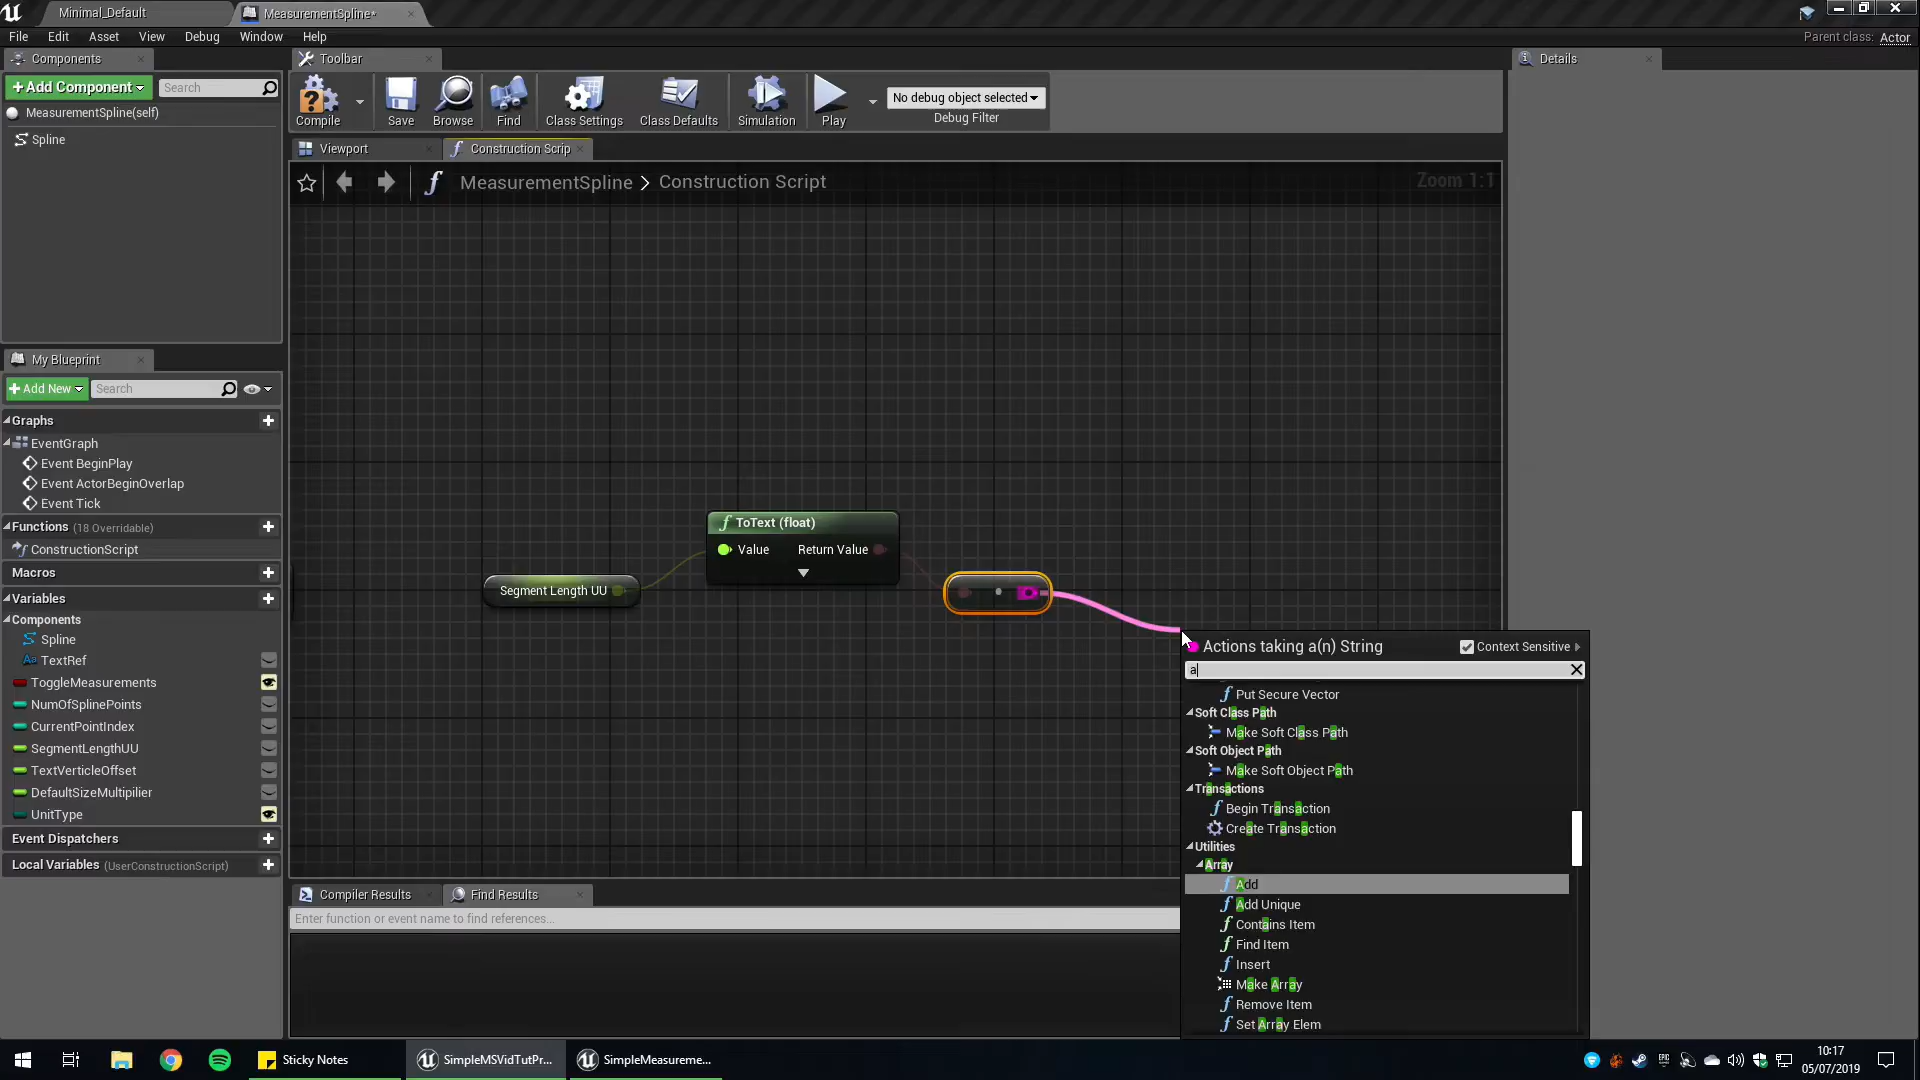 Minimal_Default
MeasurementSpline*
File Edit Asset View Debug Window Help
Parent class: Actor
Components
Toolbar
Details
+Add Component
Search
MeasurementSpline(self)
Spline
Compile
Save
Browse
Find
Class Settings
Class Defaults
Simulation
Play
No debug object selected
Debug Filter
Viewport
Construction Scrip
MeasurementSpline > Construction Script
Zoom 1:1
My Blueprint
+Add New
Search
Graphs
EventGraph
Event BeginPlay
Event ActorBeginOverlap
Event Tick
Functions (18 Overridable)
ConstructionScript
Macros
Variables
Components
Spline
TextRef
ToggleMeasurements
NumOfSplinePoints
CurrentPointIndex
SegmentLengthUU
TextVerticleOffset
DefaultSizeMultipilier
UnitType
Event Dispatchers
Local Variables (UserConstructionScript)
Segment Length UU
f ToText (float)
Value
Return Value
Actions taking a(n) String
Context Sensitive
a
Put Secure Vector
Soft Class Path
Make Soft Class Path
Soft Object Path
Make Soft Object Path
Transactions
Begin Transaction
Create Transaction
Utilities
Array
Add
Add Unique
Contains Item
Find Item
Insert
Make Array
Remove Item
Set Array Elem
Compiler Results
Find Results
Enter function or event name to find references...
Sticky Notes
SimpleMSVidTutPr...
SimpleMeasureme...
10:17
05/07/2019